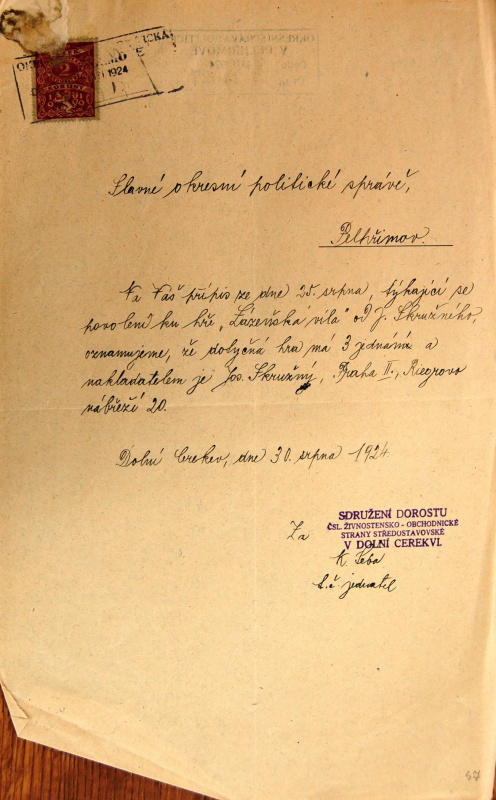 1924
Slavné okresní politické správě,
Pelhřimov.
Na Váš přípis ze dne 25. srpna, týkající se
povolení ku hře „Lázeňská vila" od J. Skružného,
oznamujeme, že dotyčná hra má 3 jednání a
nakladatelem je Jos. Skružný, Praha II., Riegrovo
nábřeží 20.
Dolní Cerekev, dne 30. srpna 1924.
Za
SDRUŽENÍ DOROSTU
ČSL. ŽIVNOSTENSKO - OBCHODNICKÉ
STRANY STŘEDOSTAVOVSKÉ
V DOLNÍ CEREKVI.
t. č. jednatel